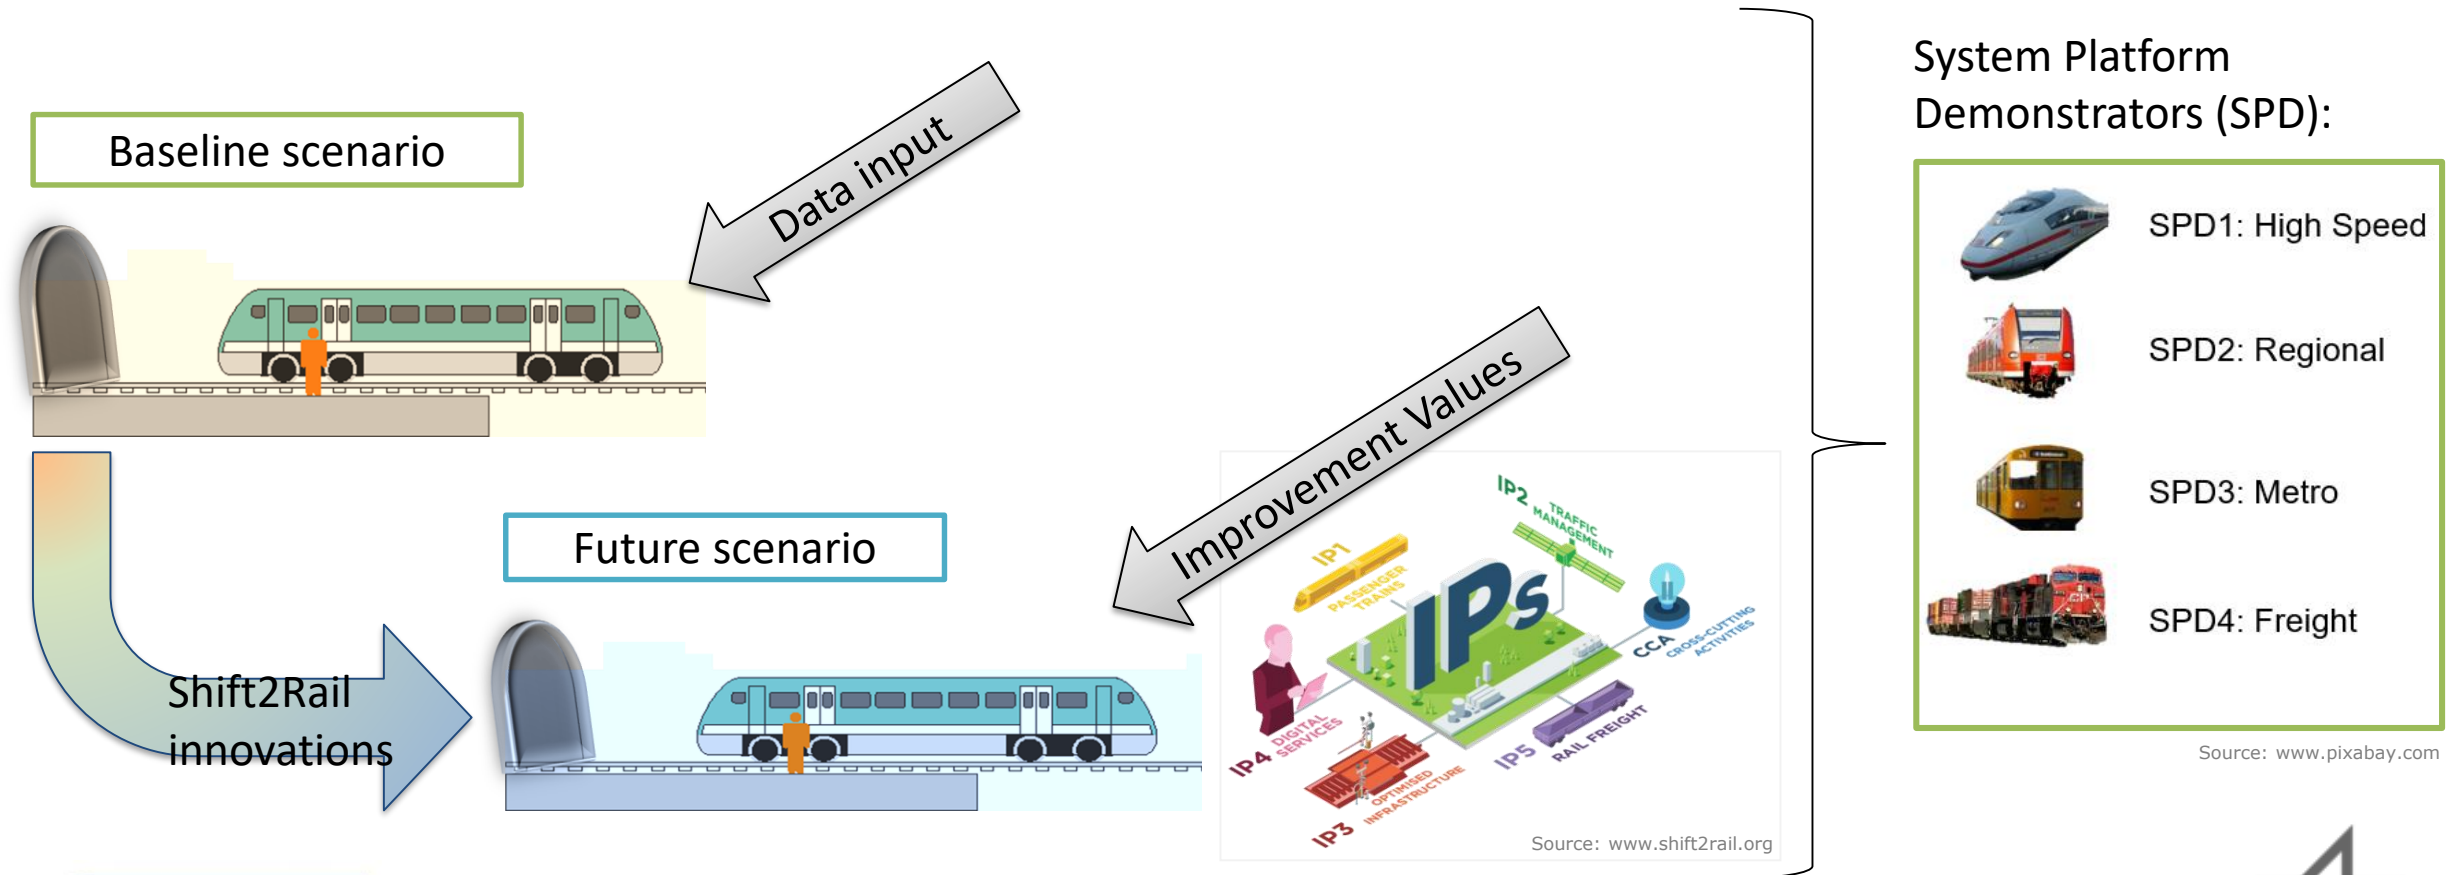 System Platform
Demonstrators (SPD):
Baseline scenario
Data input
SPD1: High Speed
SPD2: Regional
SPD3: Metro
SPD4: Freight
Source: www.pixabay.com
Improvement Values
Future scenario
Shift2Rail
innovations
IPs
IP1
PASSENGER
TRAINS
IP2
TRAFFIC
MANAGEMENT
CCA
CROSS-CUTTING
ACTIVITIES
IP4
DIGITAL
SERVICES
IP5
RAIL FREIGHT
IP3
OPTIMISED
INFRASTRUCTURE
Source: www.shift2rail.org